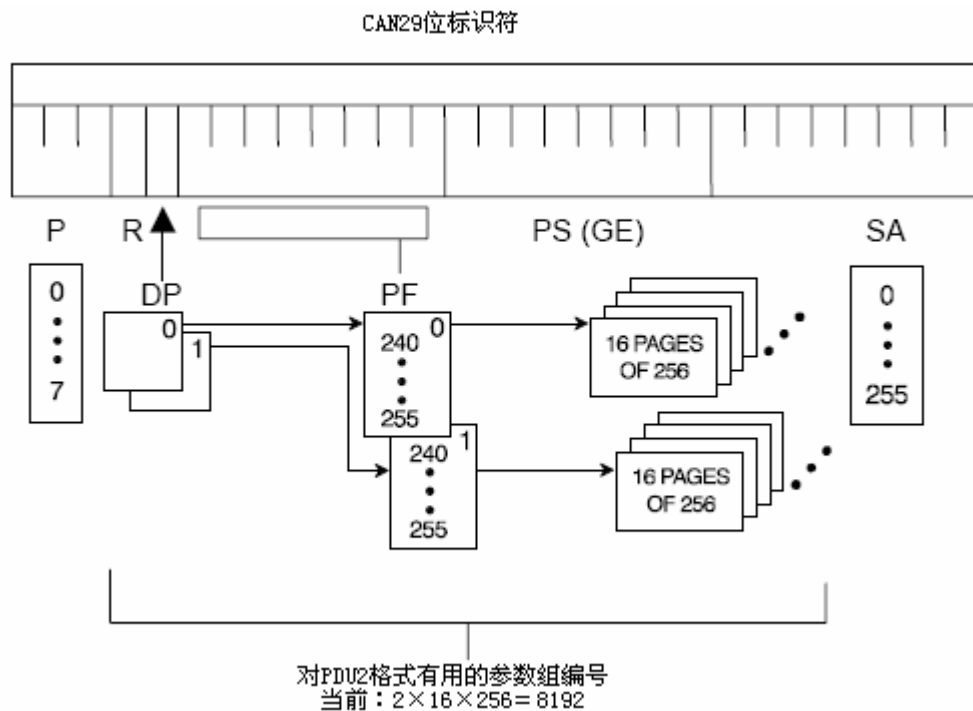 CAN29位标识符
P
R
PS (GE)
SA
0
7
DP
0
1
PF
0
240
255
1
240
255
16 PAGES
OF 256
16 PAGES
OF 256
0
255
对PDU2格式有用的参数组编号
当前：2×16×256＝8192